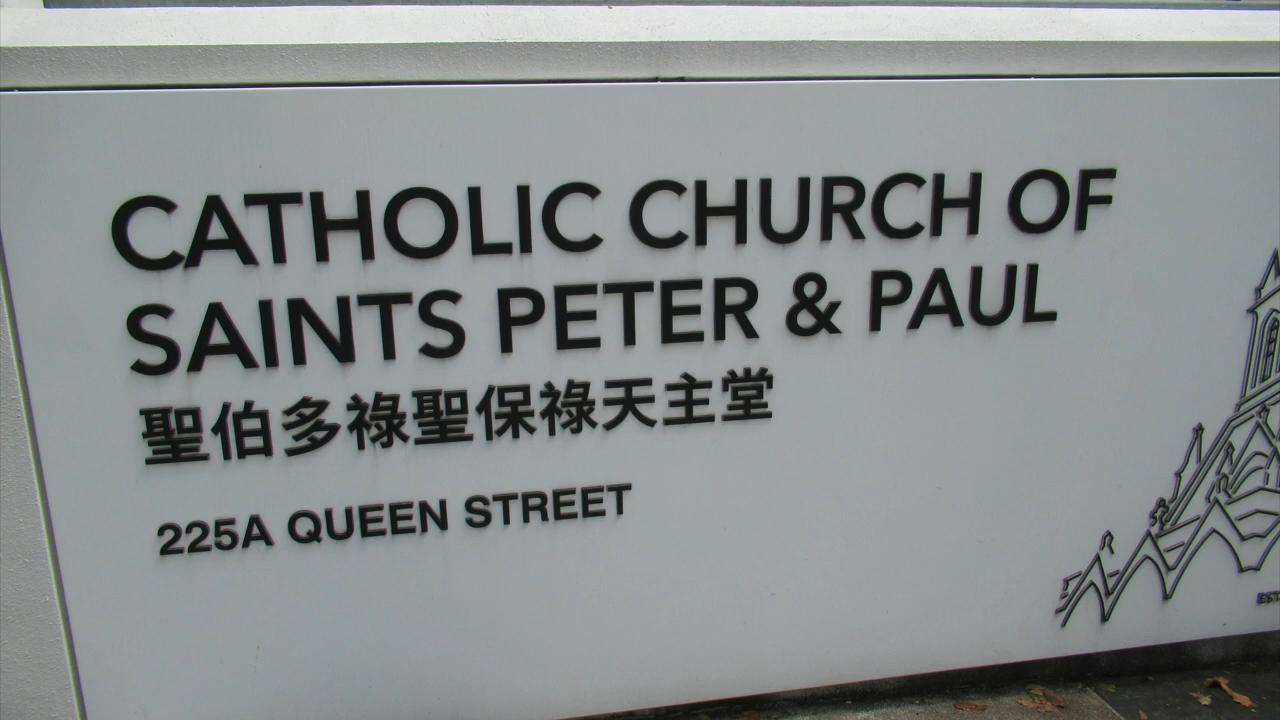 CATHOLIC CHURCH OF
SAINTS PETER & PAUL
聖伯多祿聖保祿天主堂
225A QUEEN STREET